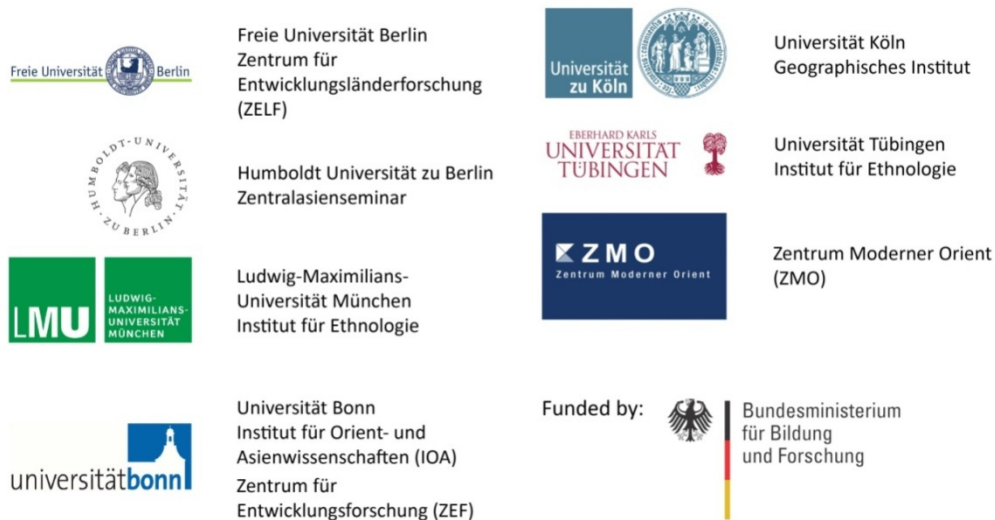 Freie Universität Berlin
Freie Universität Berlin
Zentrum für
Entwicklungsländerforschung
(ZELF)
HUMBOLDT-UNIVERSITÄT
ZU BERLIN
Humboldt Universität zu Berlin
Zentralasienseminar
LMU
LUDWIG-
MAXIMILIANS-
UNIVERSITÄT
MÜNCHEN
Ludwig-Maximilians-
Universität München
Institut für Ethnologie
universitätbonn
Universität Bonn
Institut für Orient- und
Asienwissenschaften (IOA)
Zentrum für
Entwicklungsforschung (ZEF)
Universität
zu Köln
Universität Köln
Geographisches Institut
EBERHARD KARLS
UNIVERSITÄT
TÜBINGEN
Universität Tübingen
Institut für Ethnologie
ZMO
Zentrum Moderner Orient
Zentrum Moderner Orient
(ZMO)
Funded by:
Bundesministerium
für Bildung
und Forschung